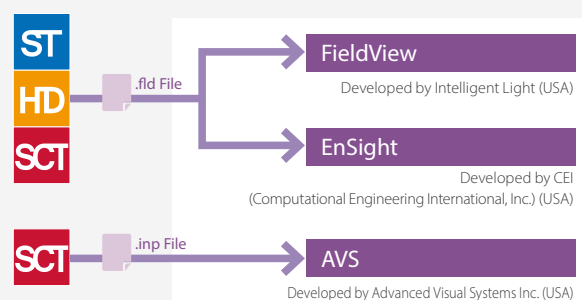 ST
HD
SCT
.fld File
FieldView
Developed by Intelligent Light (USA)
EnSight
Developed by CEI
(Computational Engineering International, Inc.) (USA)
SCT
.inp File
AVS
Developed by Advanced Visual Systems Inc. (USA)